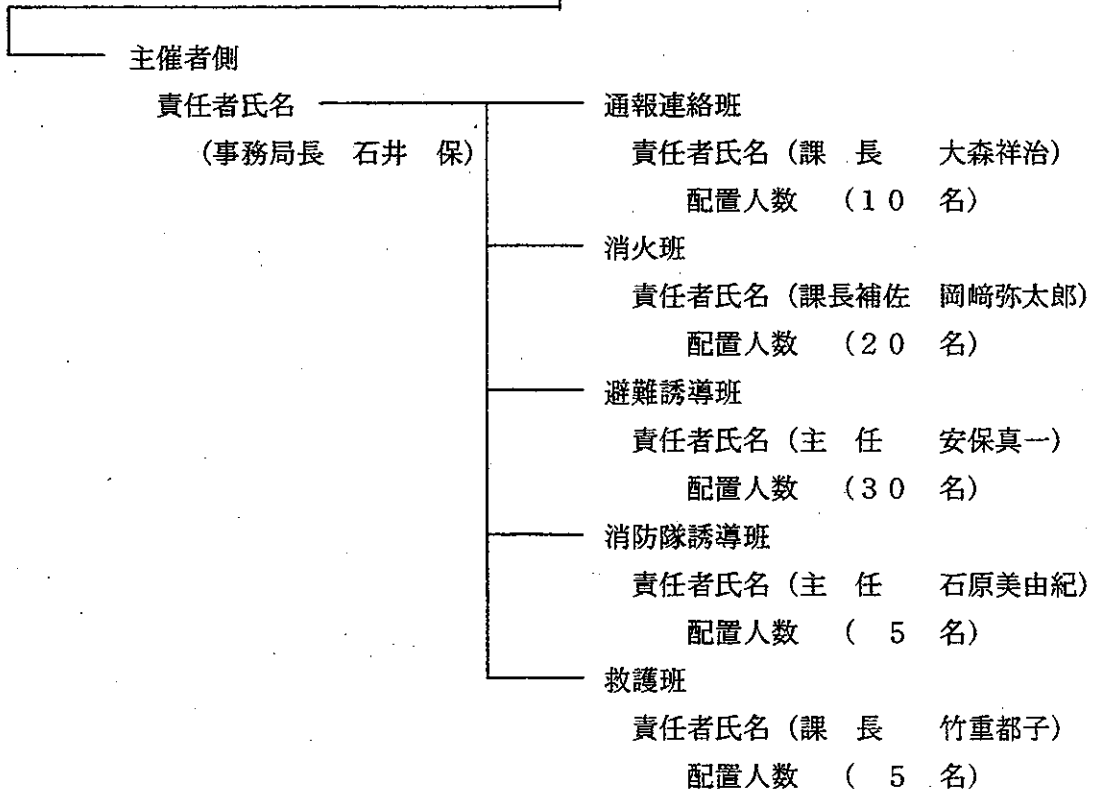 主催者側
責任者氏名 通報連絡班
(事務局長 石井 保) 責任者氏名(課 長 大森祥治)
配置人数 (10 名)
消火班
責任者氏名(課長補佐 岡﨑弥太郎)
配置人数 (20 名)
避難誘導班
責任者氏名(主 任 安保真一)
配置人数 (30 名)
消防隊誘導班
責任者氏名(主 任 石原美由紀)
配置人数 ( 5 名)
救護班
責任者氏名(課 長 竹重都子)
配置人数 ( 5 名)